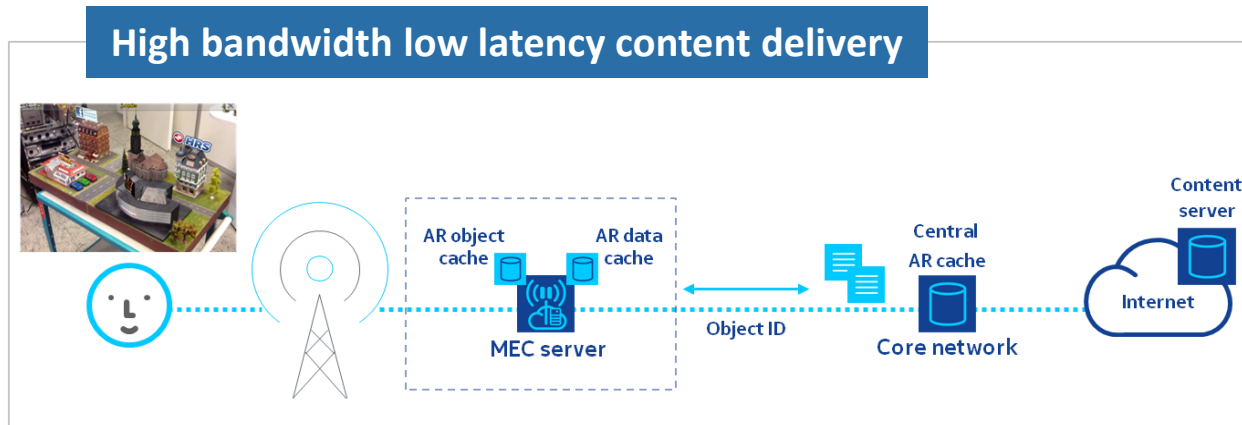 High bandwidth low latency content delivery
HRS
AR object
cache
AR data
cache
MEC server
Object ID
Central
AR cache
Core network
Content
server
Internet